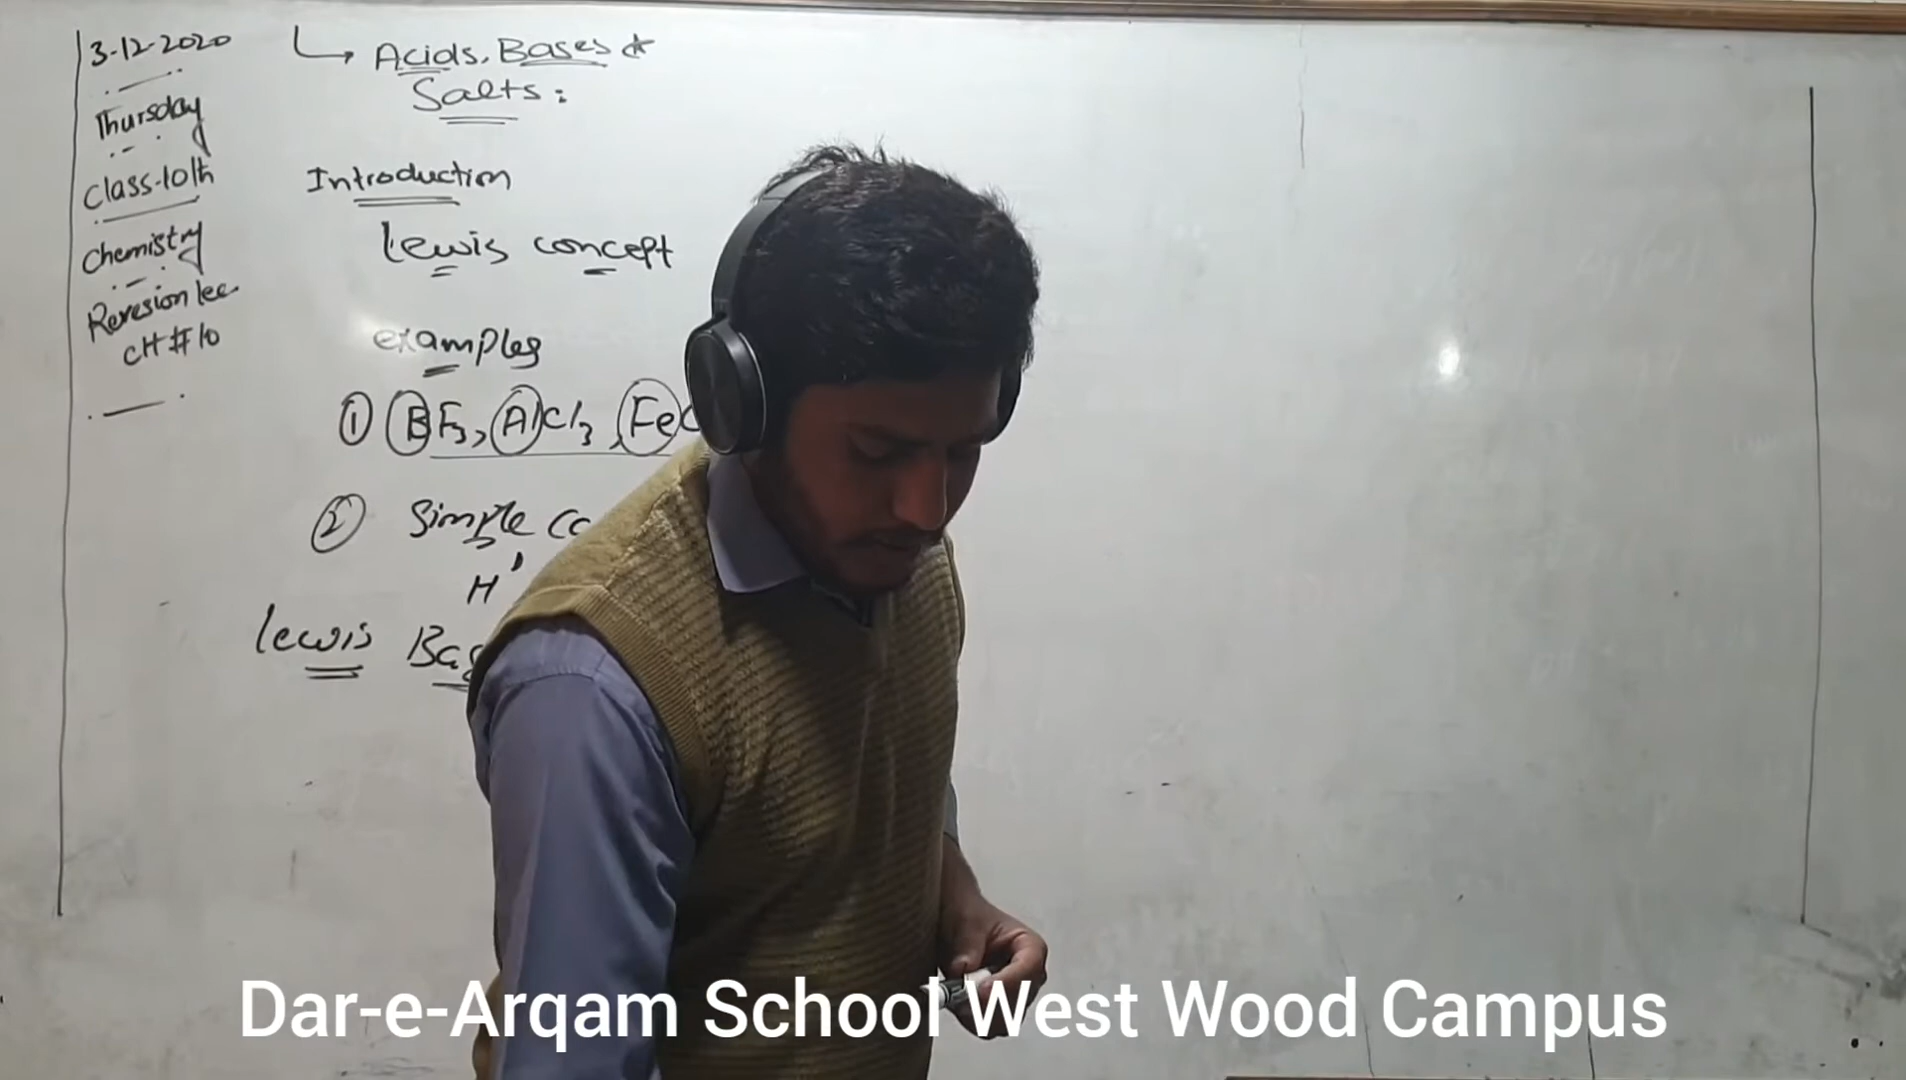 3-12-2020
Thursday
Class-10th
Chemistry
Revesion lec.
CH # 10
Acids, Bases &
Salts:
Introduction
lewis concept
examples
① BF3, AlCl3, Fe
② Simple
H
lewis
Dar-e-Arqam School West Wood Campus